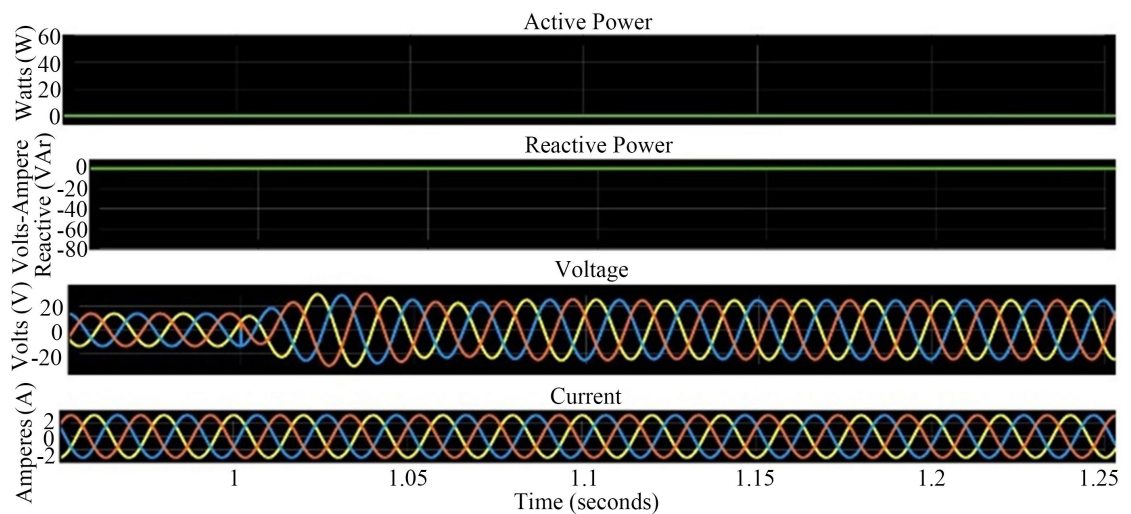 Active Power
Watts (W)
60
40
20
0
Reactive Power
Volts-Ampere
Reactive (VAr)
0
-20
-40
-60
-80
Voltage
Volts (V)
20
0
-20
Current
Amperes (A)
2
0
-2
1 1.05 1.1 1.15 1.2 1.25
Time (seconds)